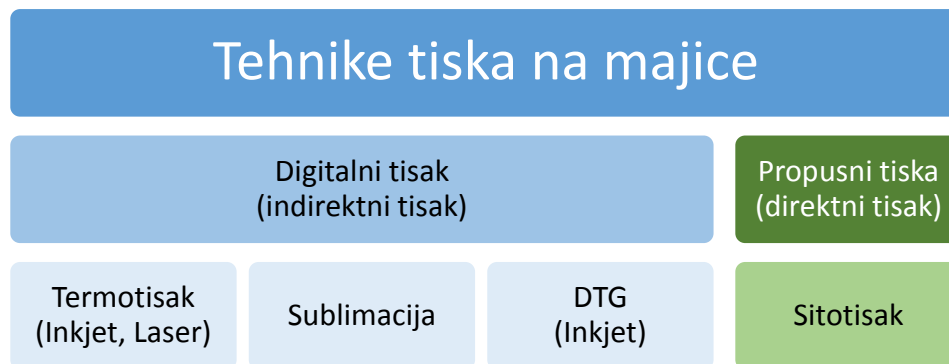 Tehnike tiska na majice
Digitalni tisak
(indirektni tisak)
Propusni tiska
(direktni tisak)
Termotisak
(Inkjet, Laser)
Sublimacija
DTG
(Inkjet)
Sitotisak